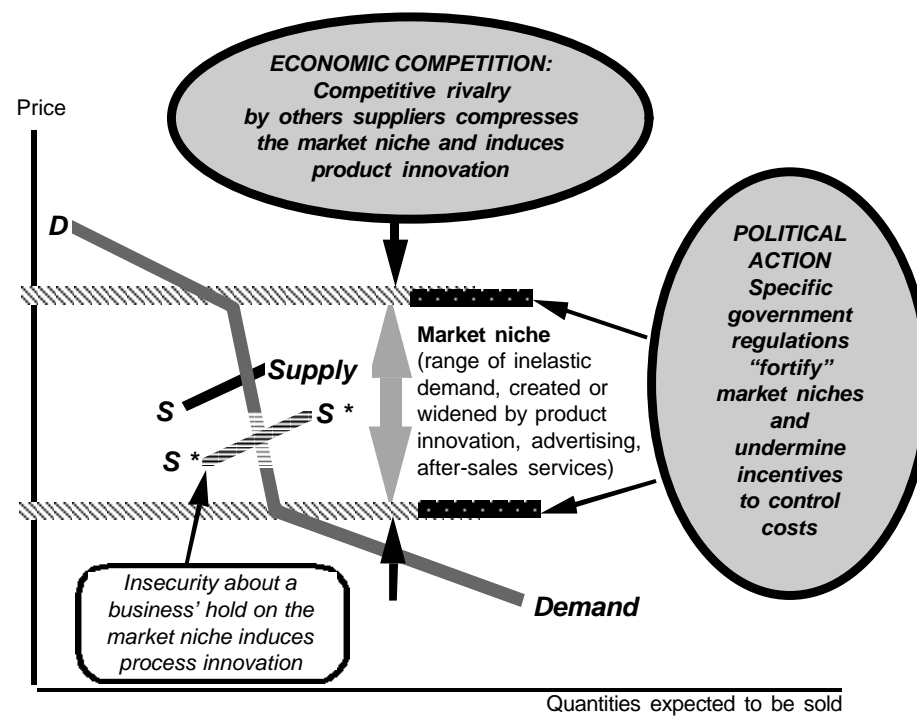 ECONOMIC COMPETITION:
Competitive rivalry
by others suppliers compresses
the market niche and induces
product innovation
Price
D
POLITICAL
ACTION
Specific
government
regulations
“fortify”
market niches
and
undermine
incentives
to control
costs
Market niche
(range of inelastic
demand, created or
widened by product
innovation, advertising,
after-sales services)
Supply
S
S *
S *
Insecurity about a
business’ hold on the
market niche induces
process innovation
Demand
Quantities expected to be sold